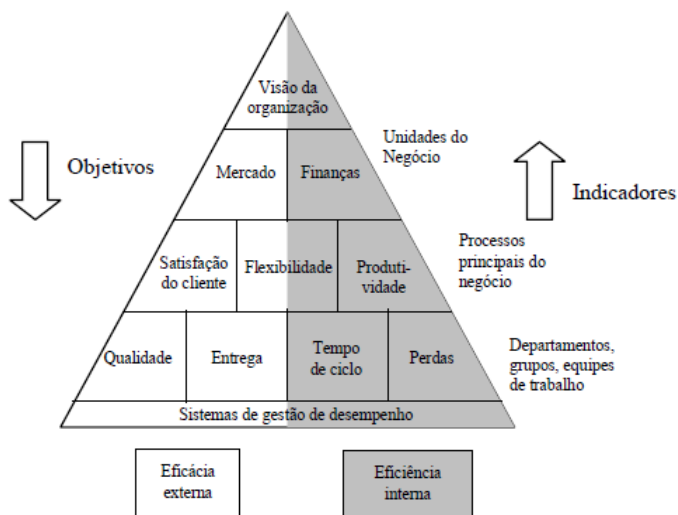 Visão da
organização
Unidades do
Negócio
Objetivos
Mercado
Finanças
Indicadores
Processos
principais do
negócio
Satisfação
do cliente
Flexibilidade
Produti-
vidade
Departamentos,
grupos, equipes
de trabalho
Qualidade
Entrega
Tempo
de ciclo
Perdas
Sistemas de gestão de desempenho
Eficácia
externa
Eficiência
interna